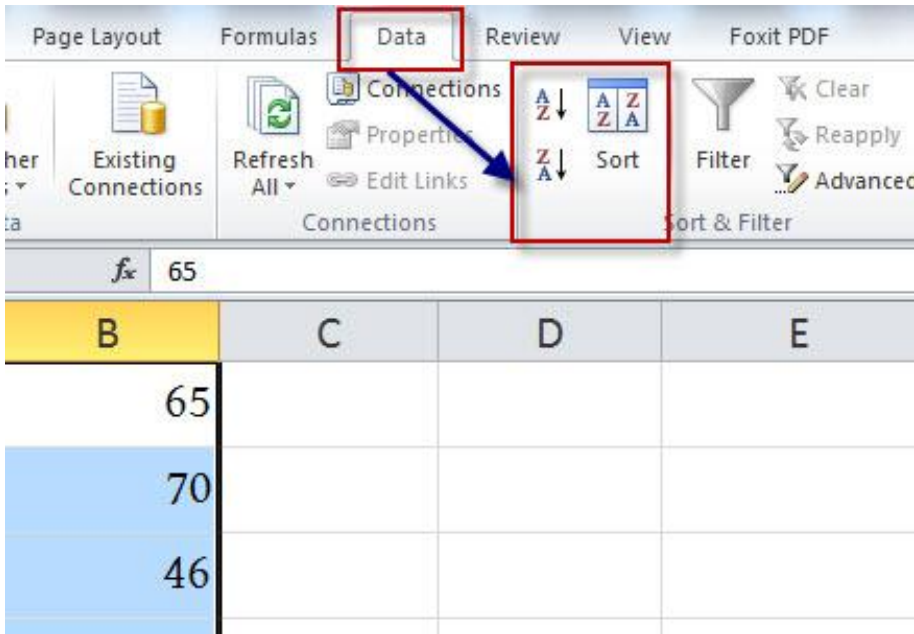 Page Layout Formulas Data Review View Foxit PDF
Connections
Clear
Properties
Reapply
Existing
Connections
Refresh
All
Sort
Filter
Edit Links
Advanced
Connections
Sort & Filter
fx 65
B C D E
65
70
46